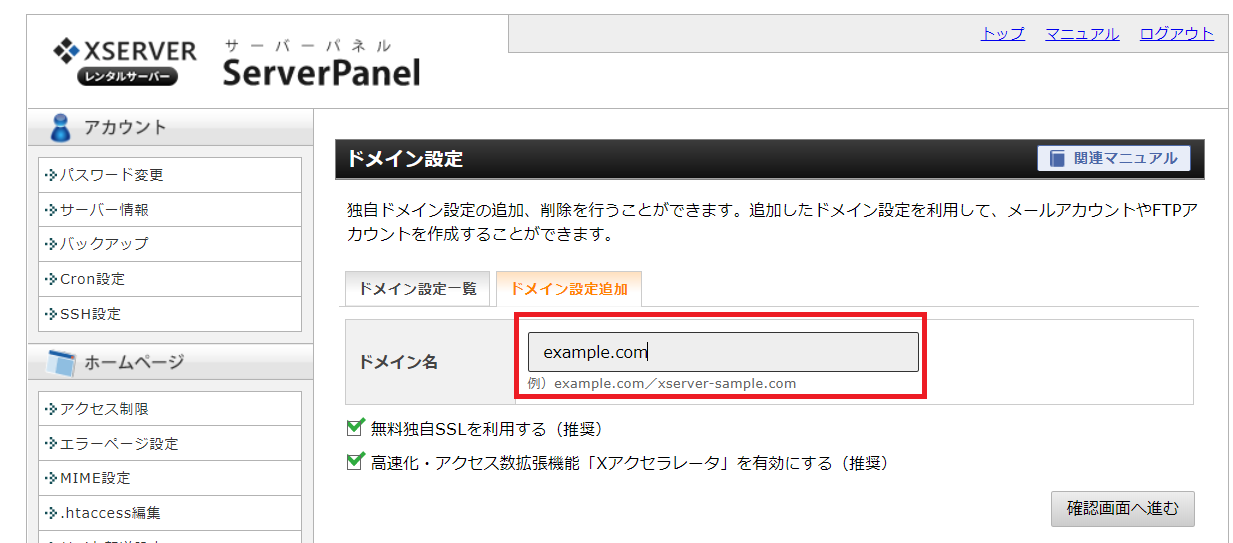 トップ マニュアル ログアウト
XSERVER
レンタルサーバー
サーバーパネル
ServerPanel
アカウント
パスワード変更
サーバー情報
バックアップ
Cron設定
SSH設定
ホームページ
アクセス制限
エラーページ設定
MIME設定
.htaccess編集
ドメイン設定
関連マニュアル
独自ドメイン設定の追加、削除を行うことができます。追加したドメイン設定を利用して、メールアカウントやFTPア
カウントを作成することができます。
ドメイン設定一覧 ドメイン設定追加
ドメイン名
example.com
例）example.com／xserver-sample.com
無料独自SSLを利用する（推奨）
高速化・アクセス数拡張機能「Xアクセラレータ」を有効にする（推奨）
確認画面へ進む